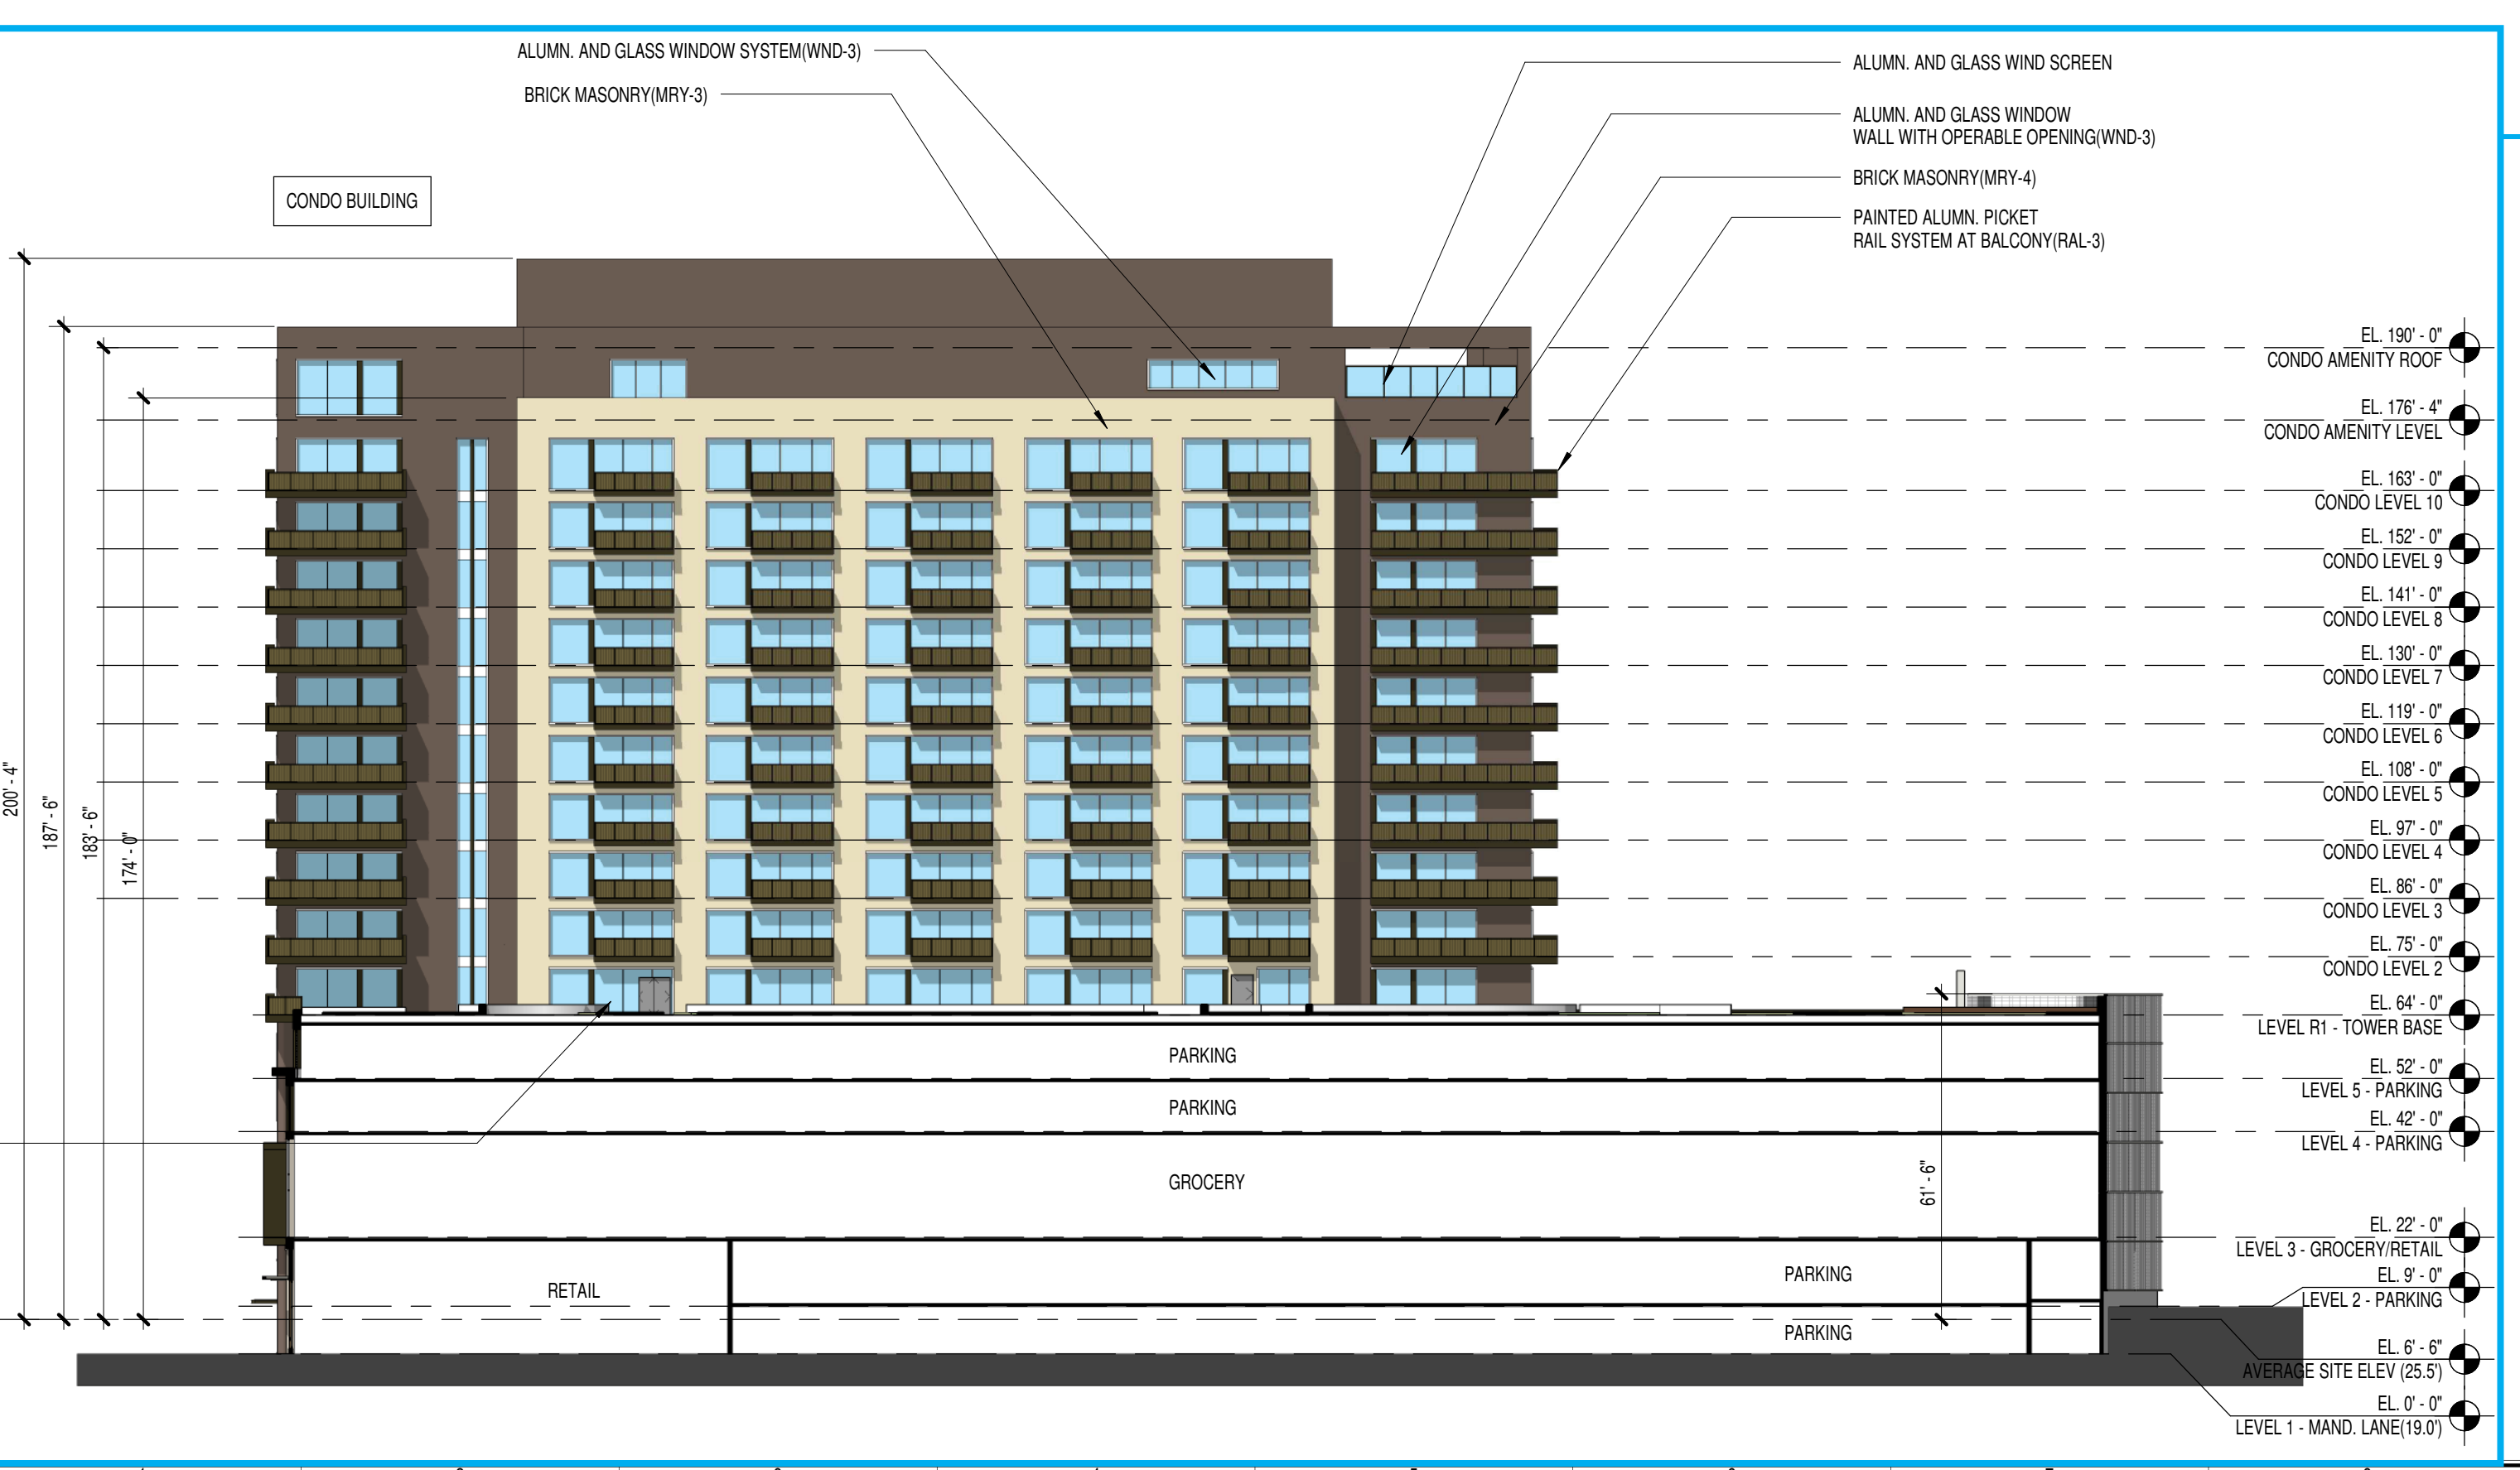 ALUMN. AND GLASS WINDOW SYSTEM(WND-3)
BRICK MASONRY(MRY-3)
ALUMN. AND GLASS WIND SCREEN
ALUMN. AND GLASS WINDOW
WALL WITH OPERABLE OPENING(WND-3)
BRICK MASONRY(MRY-4)
PAINTED ALUMN. PICKET
RAIL SYSTEM AT BALCONY(RAL-3)
CONDO BUILDING
200' - 4"
187' - 6"
183' - 6"
174' - 0"
EL. 190' - 0"
CONDO AMENITY ROOF
EL. 176' - 4"
CONDO AMENITY LEVEL
EL. 163' - 0"
CONDO LEVEL 10
EL. 152' - 0"
CONDO LEVEL 9
EL. 141' - 0"
CONDO LEVEL 8
EL. 130' - 0"
CONDO LEVEL 7
EL. 119' - 0"
CONDO LEVEL 6
EL. 108' - 0"
CONDO LEVEL 5
EL. 97' - 0"
CONDO LEVEL 4
EL. 86' - 0"
CONDO LEVEL 3
EL. 75' - 0"
CONDO LEVEL 2
EL. 64' - 0"
LEVEL R1 - TOWER BASE
EL. 52' - 0"
LEVEL 5 - PARKING
EL. 42' - 0"
LEVEL 4 - PARKING
EL. 22' - 0"
LEVEL 3 - GROCERY/RETAIL
EL. 9' - 0"
LEVEL 2 - PARKING
EL. 6' - 6"
AVERAGE SITE ELEV (25.5')
EL. 0' - 0"
LEVEL 1 - MAND. LANE(19.0')
PARKING
PARKING
GROCERY
61' - 6"
RETAIL
PARKING
PARKING